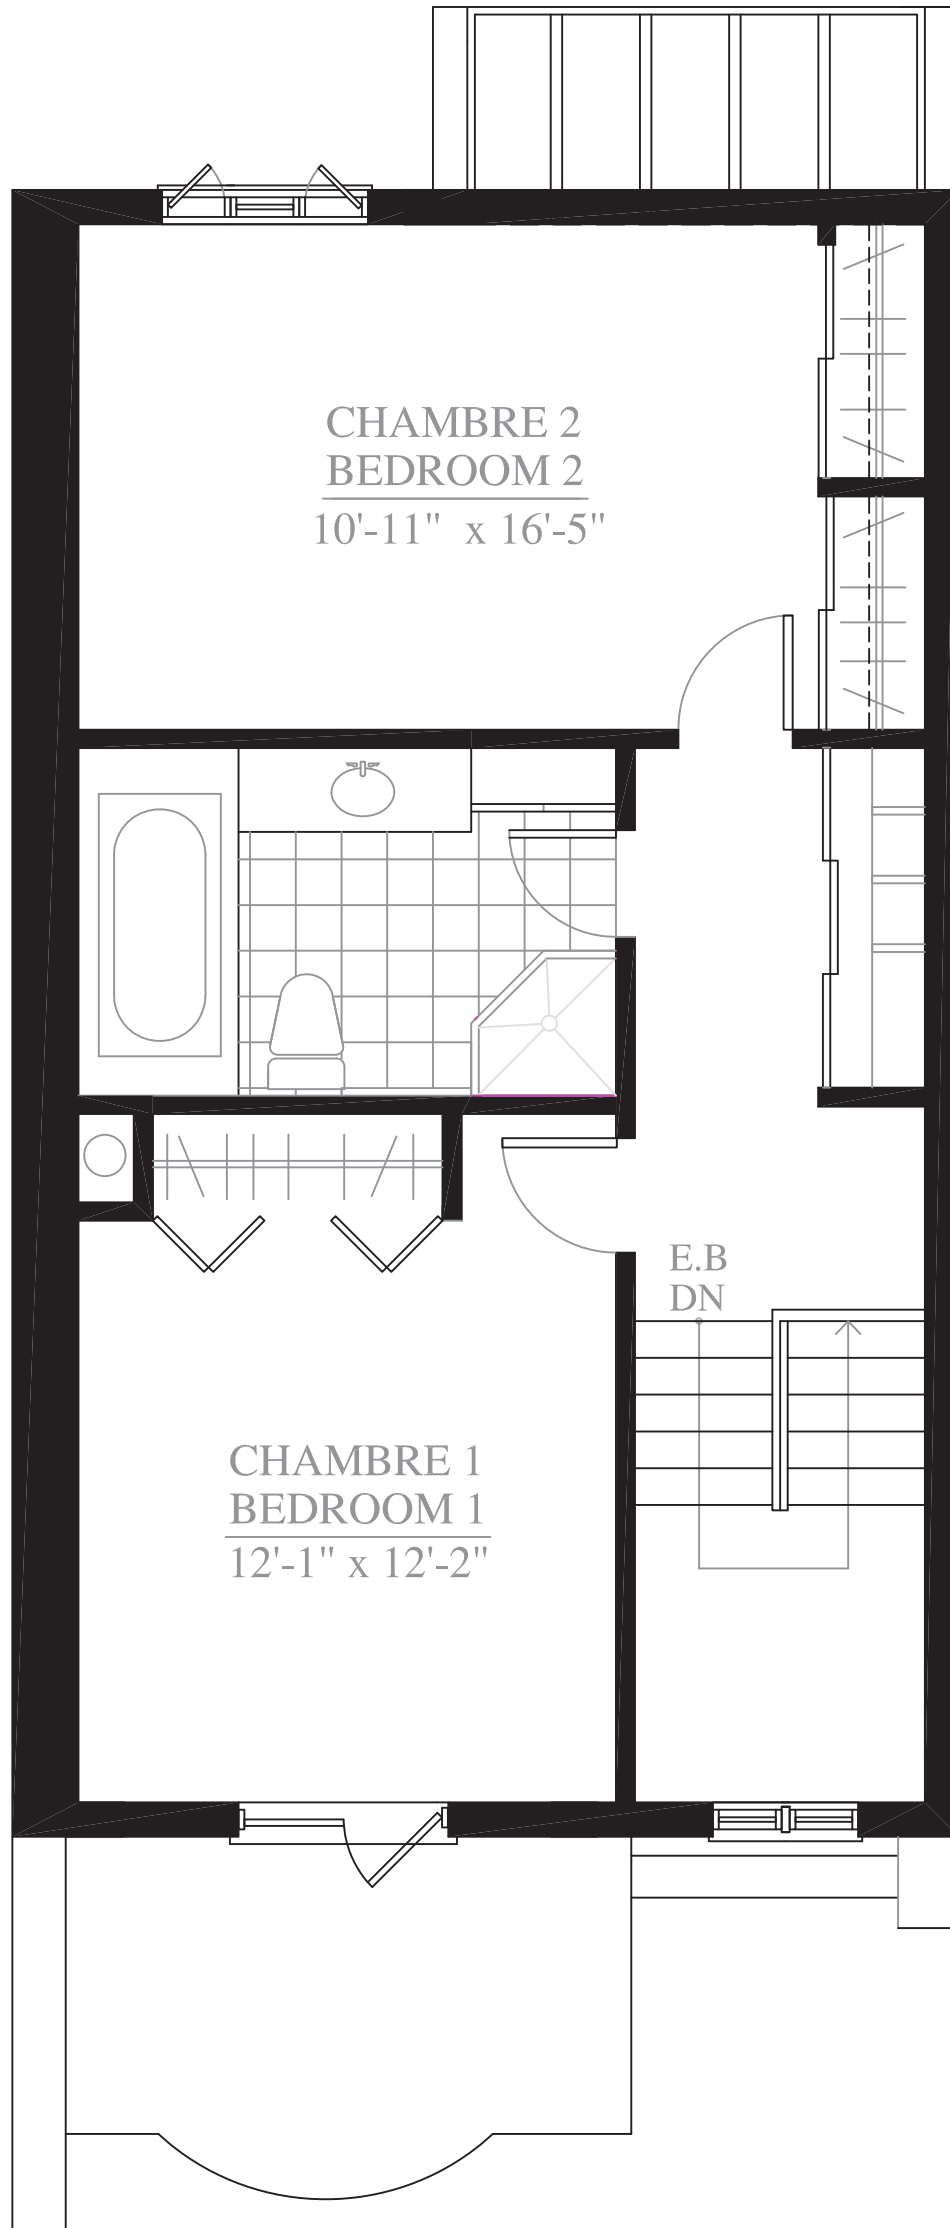 CHAMBRE 2
BEDROOM 2
10'-11" x 16'-5"
E.B
DN
CHAMBRE 1
BEDROOM 1
12'-1" x 12'-2"